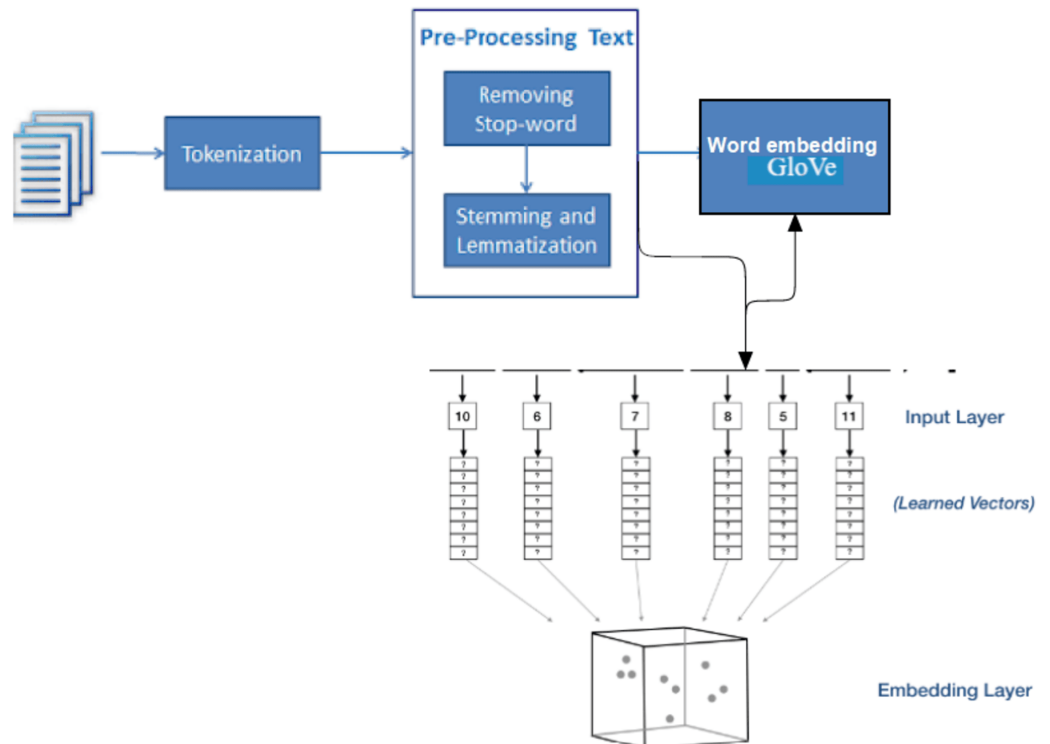 Pre-Processing Text
Removing
Stop-word
Tokenization
Stemming and
Lemmatization
Word embedding
GloVe
10 6 7 8 5 11
Input Layer
? ? ? ? ? ?
? ? ? ? ? ?
? ? ? ? ? ?
? ? ? ? ? ?
(Learned Vectors)
? ? ? ? ? ?
? ? ? ? ? ?
? ? ? ? ? ?
? ? ? ? ? ?
Embedding Layer